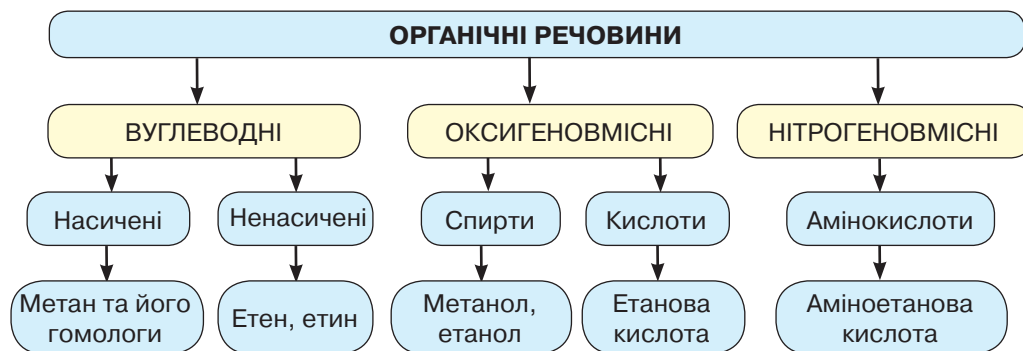 ОРГАНІЧНІ РЕЧОВИНИ
ВУГЛЕВОДНІ
ОКСИГЕНОВМІСНІ
НІТРОГЕНОВМІСНІ
Насичені
Ненасичені
Спирти
Кислоти
Амінокислоти
Метан та його
гомологи
Етен, етин
Метанол,
етанол
Етанова
кислота
Аміноетанова
кислота